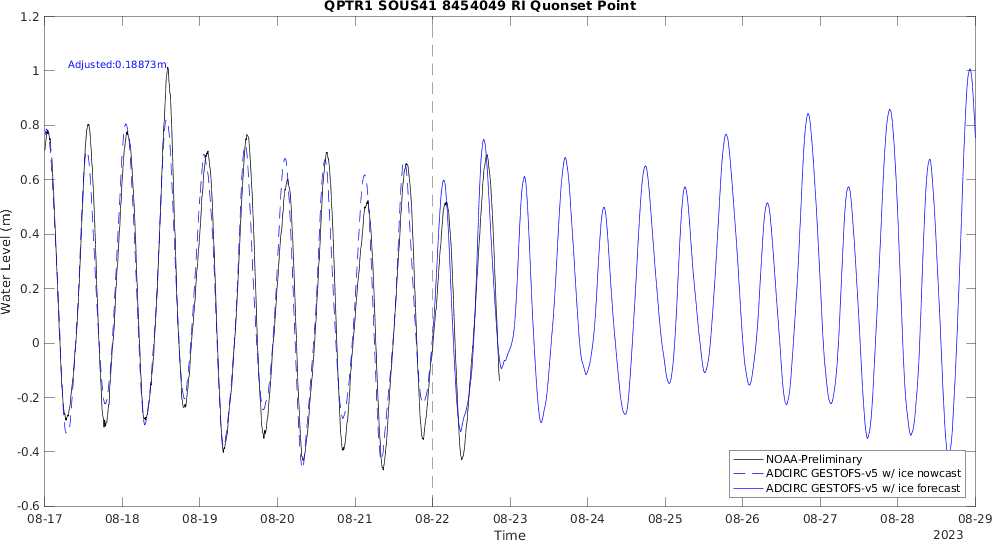 QPTR1 SOUS41 8454049 RI Quonset Point
Adjusted:0.18873m
Water Level (m)
1.2
1
0.8
0.6
0.4
0.2
0
-0.2
-0.4
-0.6
NOAA-Preliminary
ADCIRC GESTOFS-v5 w/ ice nowcast
ADCIRC GESTOFS-v5 w/ ice forecast
08-17 08-18 08-19 08-20 08-21 08-22 08-23 08-24 08-25 08-26 08-27 08-28 08-29
Time
2023